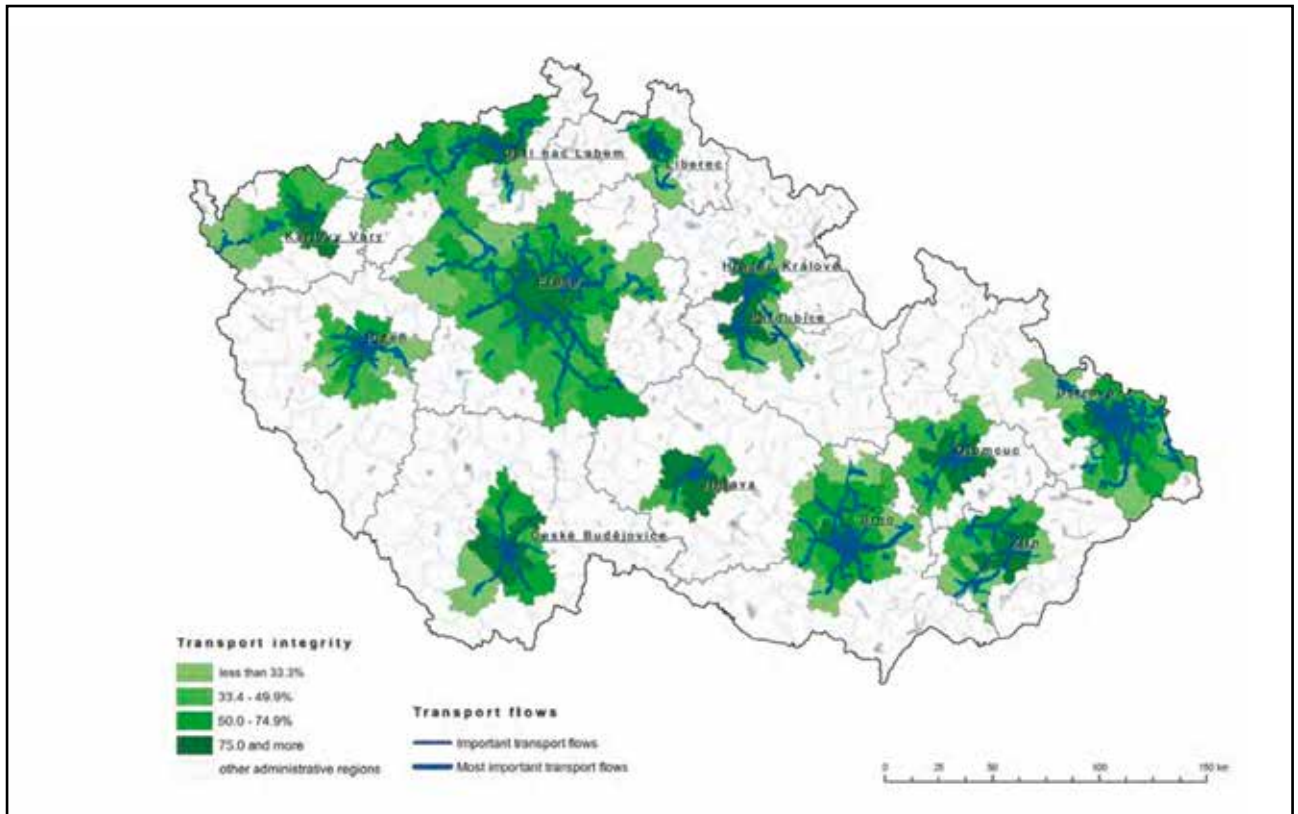 Ústí nad Labem
Liberec
Karlovy Vary
Hradec Králové
Praha
Pardubice
Plzeň
Ostrava
Olomouc
Jihlava
Brno
Zlín
České Budějovice
Transport integrity
less than 33.3%
33.4 - 49.9%
50.0 - 74.9%
75.0 and more
other administrative regions
Transport flows
Important transport flows
Most important transport flows
0 25 50 100 150 km